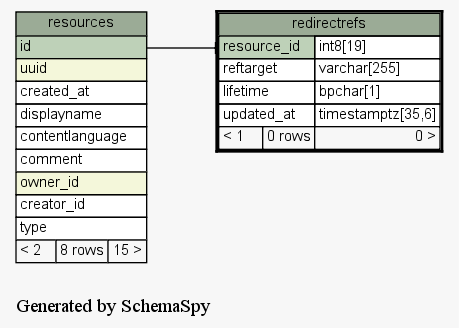 resources
id
uuid
created_at
displayname
contentlanguage
comment
owner_id
creator_id
type
< 2 8 rows 15 >
redirectrefs
resource_id int8[19]
reftarget varchar[255]
lifetime bpchar[1]
updated_at timestamptz[35,6]
< 1 0 rows 0 >
Generated by SchemaSpy